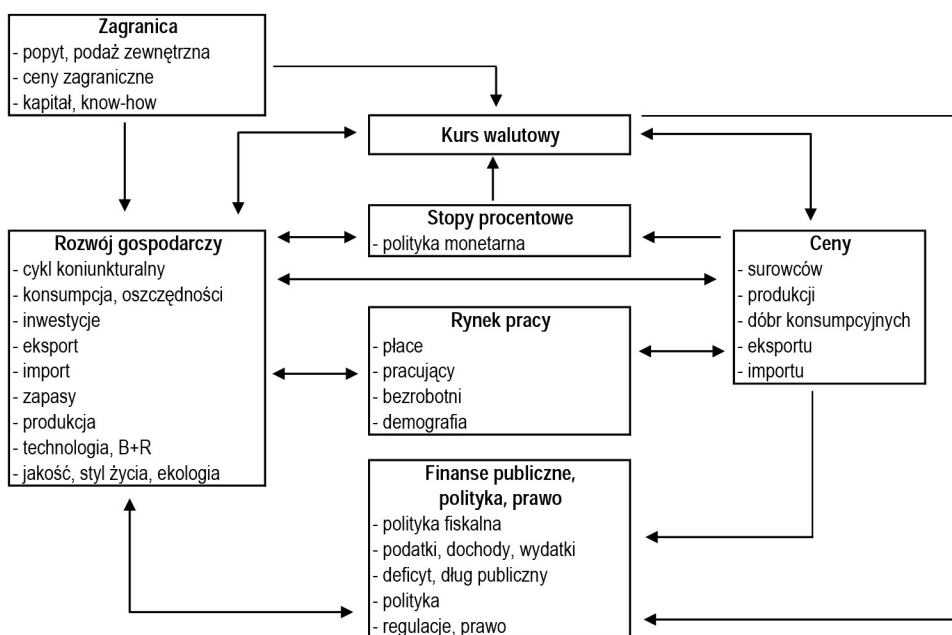 Zagranica
- popyt, podaż zewnętrzna
- ceny zagraniczne
- kapitał, know-how
Kurs walutowy
Stopy procentowe
- polityka monetarna
Rozwój gospodarczy
- cykl koniunkturalny
- konsumpcja, oszczędności
- inwestycje
- eksport
- import
- zapasy
- produkcja
- technologia, B+R
- jakość, styl życia, ekologia
Rynek pracy
- płace
- pracujący
- bezrobotni
- demografia
Ceny
- surowców
- produkcji
- dóbr konsumpcyjnych
- eksportu
- importu
Finanse publiczne,
polityka, prawo
- polityka fiskalna
- podatki, dochody, wydatki
- deficyt, dług publiczny
- polityka
- regulacje, prawo